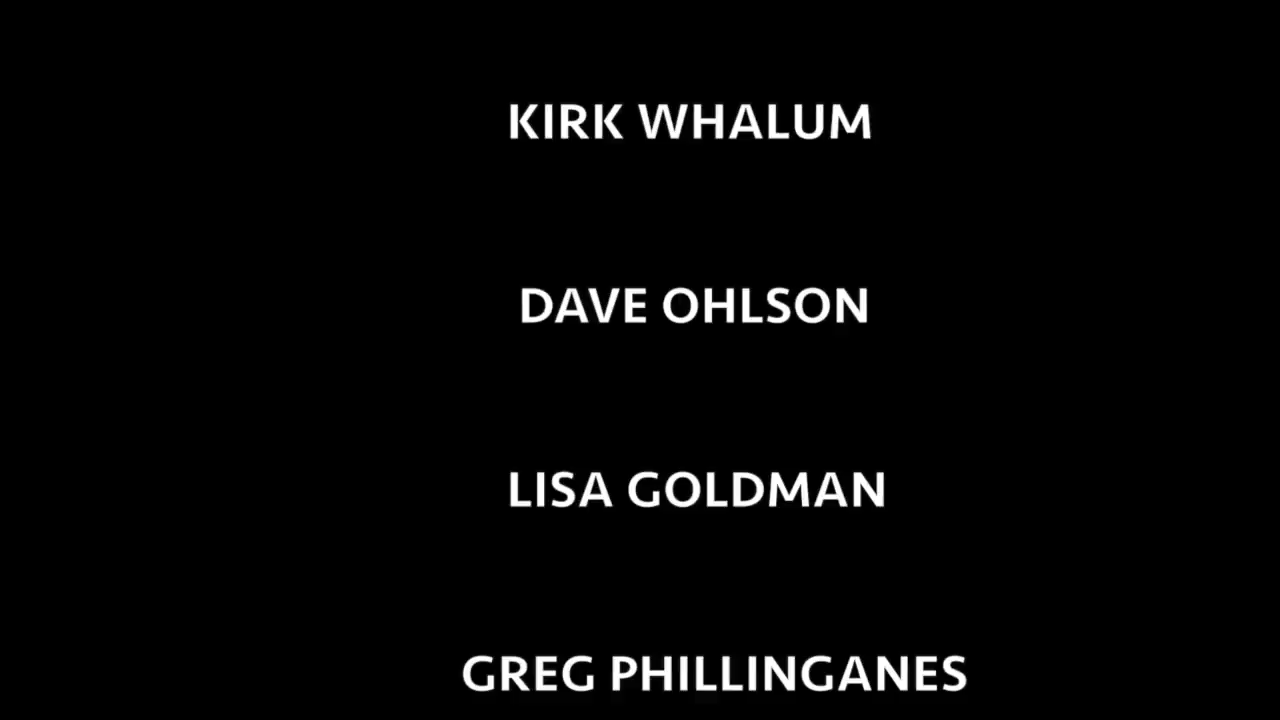 KIRK WHALUM
DAVE OHLSON
LISA GOLDMAN
GREG PHILLINGANES